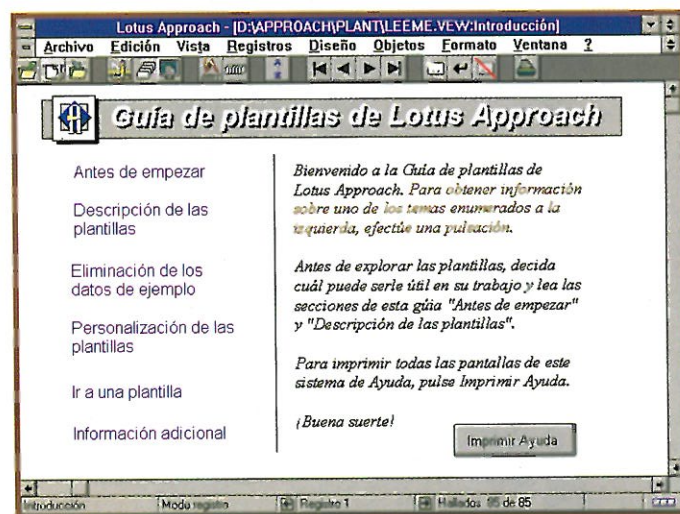 Lotus Approach - [D:\APPROACH\PLANT\LEEME.VEW:Introducción]
Archivo Edición Vista Registros Diseño Objetos Formato Ventana ?
Guía de plantillas de Lotus Approach
Antes de empezar
Descripción de las
plantillas
Eliminación de los
datos de ejemplo
Personalización de las
plantillas
Ir a una plantilla
Información adicional
Bienvenido a la Guía de plantillas de
Lotus Approach. Para obtener información
sobre uno de los temas enumerados a la
izquierda, efectúe una pulsación.
Antes de explorar las plantillas, decida
cuál puede serle útil en su trabajo y lea las
secciones de esta gúia "Antes de empezar"
y "Descripción de las plantillas".
Para imprimir todas las pantallas de este
sistema de Ayuda, pulse Imprimir Ayuda.
¡Buena suerte!
Imprimir Ayuda
Introducción Modo registro Registro 1 Hallados 85 de 85